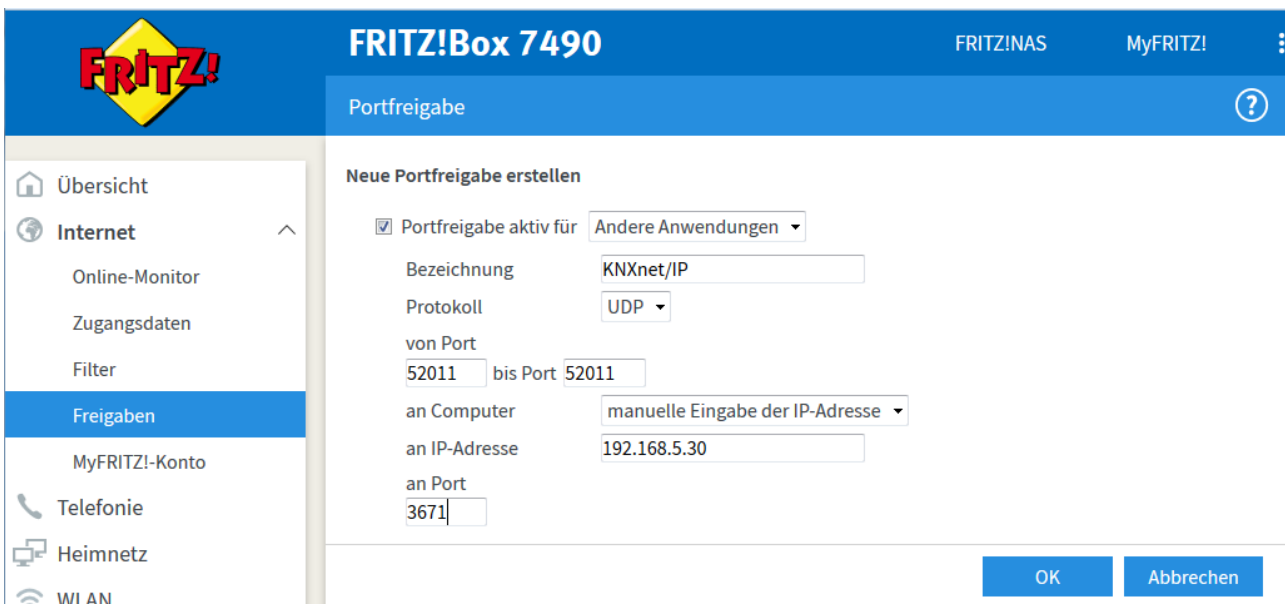 FRITZ!
FRITZ!Box 7490
FRITZ!NAS
MyFRITZ!
Portfreigabe
?
Übersicht
Internet
Online-Monitor
Zugangsdaten
Filter
Freigaben
MyFRITZ!-Konto
Telefonie
Heimnetz
WLAN
Neue Portfreigabe erstellen
Portfreigabe aktiv für Andere Anwendungen
Bezeichnung KNXnet/IP
Protokoll UDP
von Port
52011 bis Port 52011
an Computer manuelle Eingabe der IP-Adresse
an IP-Adresse 192.168.5.30
an Port
3671
OK Abbrechen